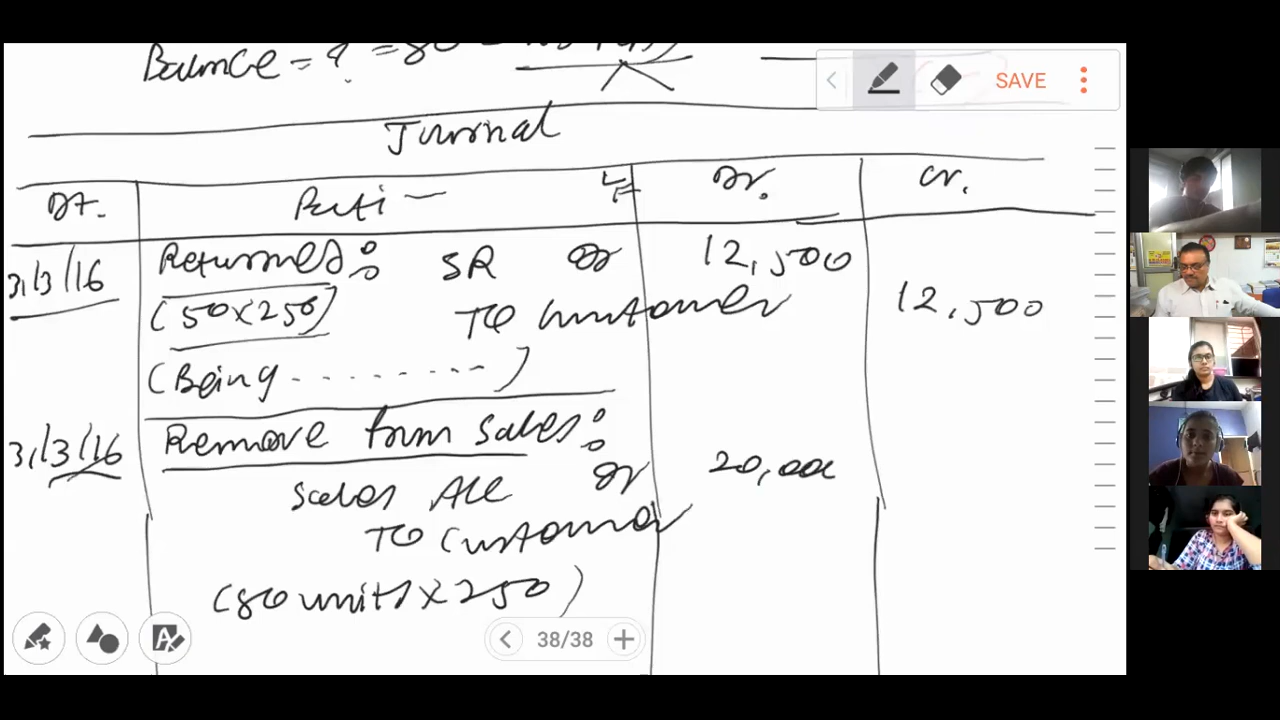 Balance = ? = 80 -
SAVE
Journal
Dt. Parti— LF Dr. Cr.
31/3/16 Returned: SR Dr 12,500
(50x250) To Customer 12,500
(Being ..........)
31/3/16 Remove form sales:
Sales A/c Dr 20,000
To Customer
(80 units x 250)
38/38